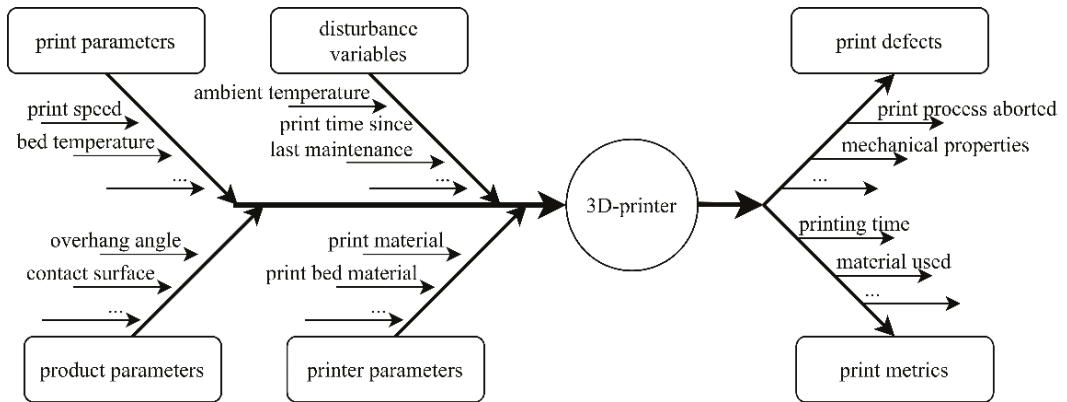 print parameters
disturbance
variables
print defects
print speed
bed temperature
...
ambient temperature
print time since
last maintenance
...
print process aborted
mechanical properties
...
3D-printer
overhang angle
contact surface
...
print material
print bed material
...
printing time
material used
...
product parameters
printer parameters
print metrics